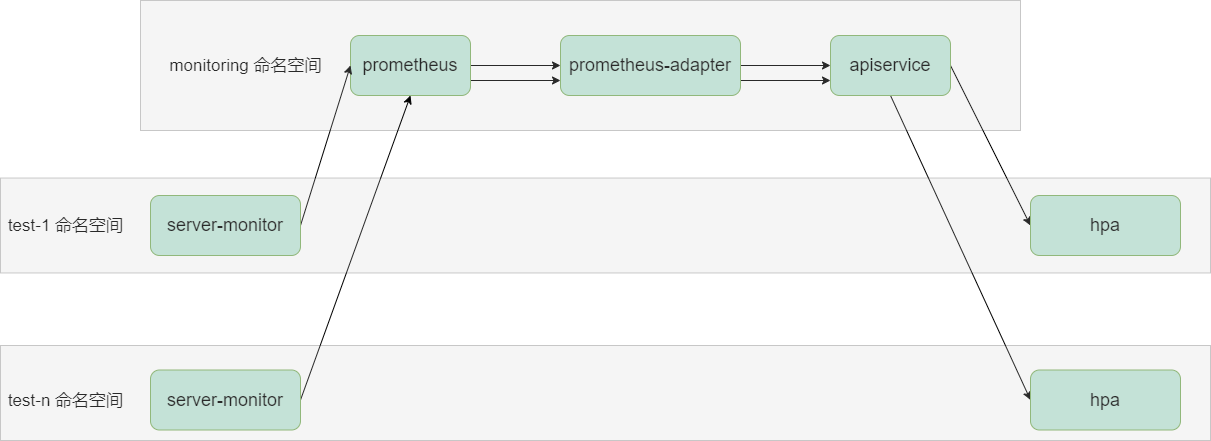 monitoring 命名空间
prometheus
prometheus-adapter
apiservice
test-1 命名空间
server-monitor
hpa
test-n 命名空间
server-monitor
hpa